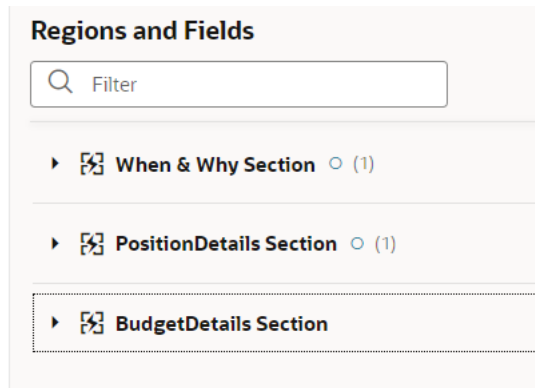 Regions and Fields
Filter
When & Why Section (1)
PositionDetails Section (1)
BudgetDetails Section